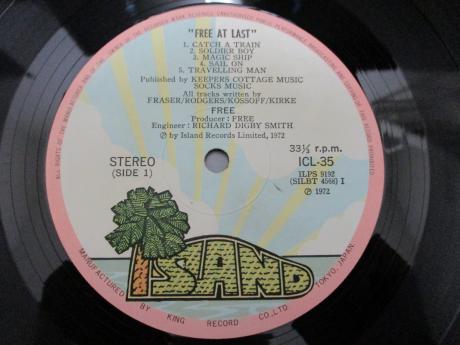 "FREE AT LAST"
1. CATCH A TRAIN
2. SOLDIER BOY
3. MAGIC SHIP
4. SAIL ON
5. TRAVELLING MAN
Published by KEEPERS COTTAGE MUSIC
SOCKS MUSIC
All tracks written by
FRASER/RODGERS/KOSSOFF/KIRKE
FREE
Producer : FREE
Engineer : RICHARD DIGBY SMITH
℗ by Island Records Limited, 1972
STEREO
(SIDE 1)
33⅓ r.p.m.
ICL-35
ILPS 9192
(SILBT 4568) I
℗ 1972
ISLAND
MANUFACTURED BY KING RECORD CO.,LTD. TOKYO, JAPAN.